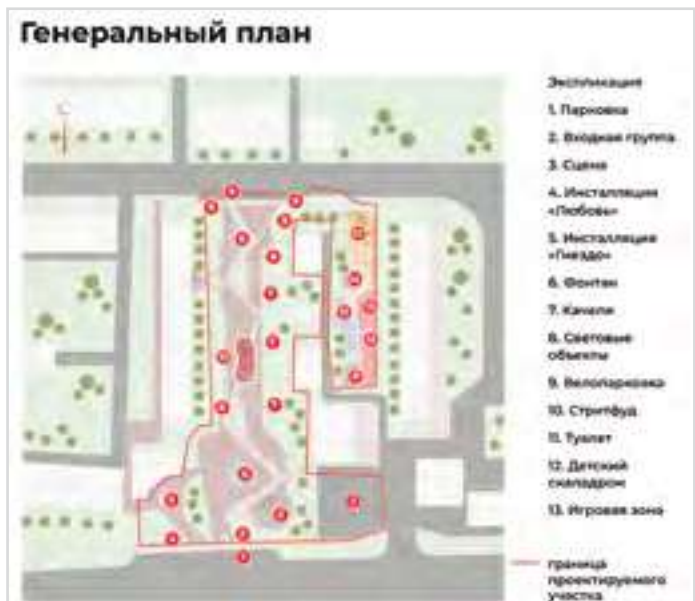 Генеральный план
Экспликация
1. Парковка
2. Входная группа
3. Сцена
4. Инсталляция
«Любовь»
5. Инсталляция
«Гнездо»
6. Фонтан
7. Качели
8. Световые
объекты
9. Велопарковка
10. Стритфуд
11. Туалет
12. Детский
скалодром
13. Игровая зона
граница
проектируемого
участка